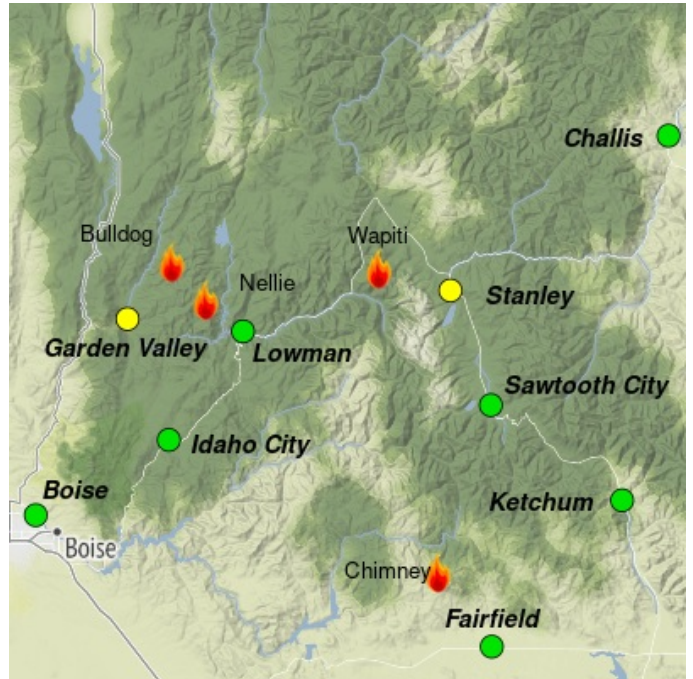 Challis
Bulldog
Wapiti
Nellie
Stanley
Garden Valley
Lowman
Sawtooth City
Idaho City
Boise
Ketchum
Boise
Chimney
Fairfield